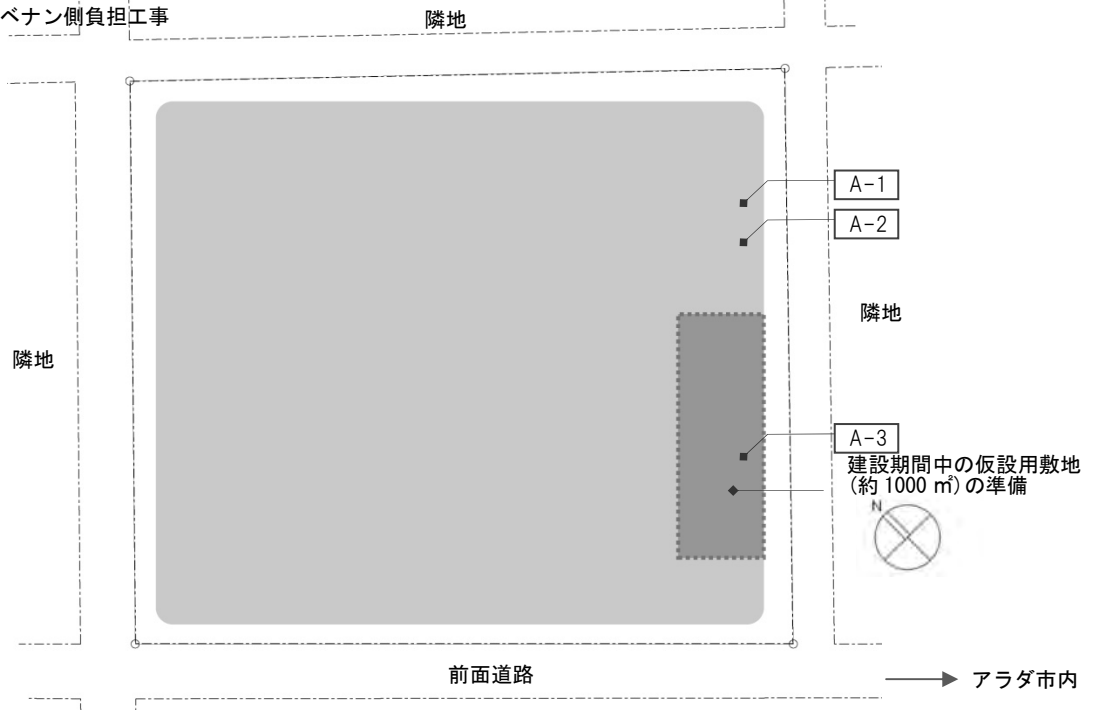 ベナン側負担工事
隣地
A-1
A-2
隣地
隣地
A-3
建設期間中の仮設用敷地
(約 1000 ㎡)の準備
N
前面道路
アラダ市内